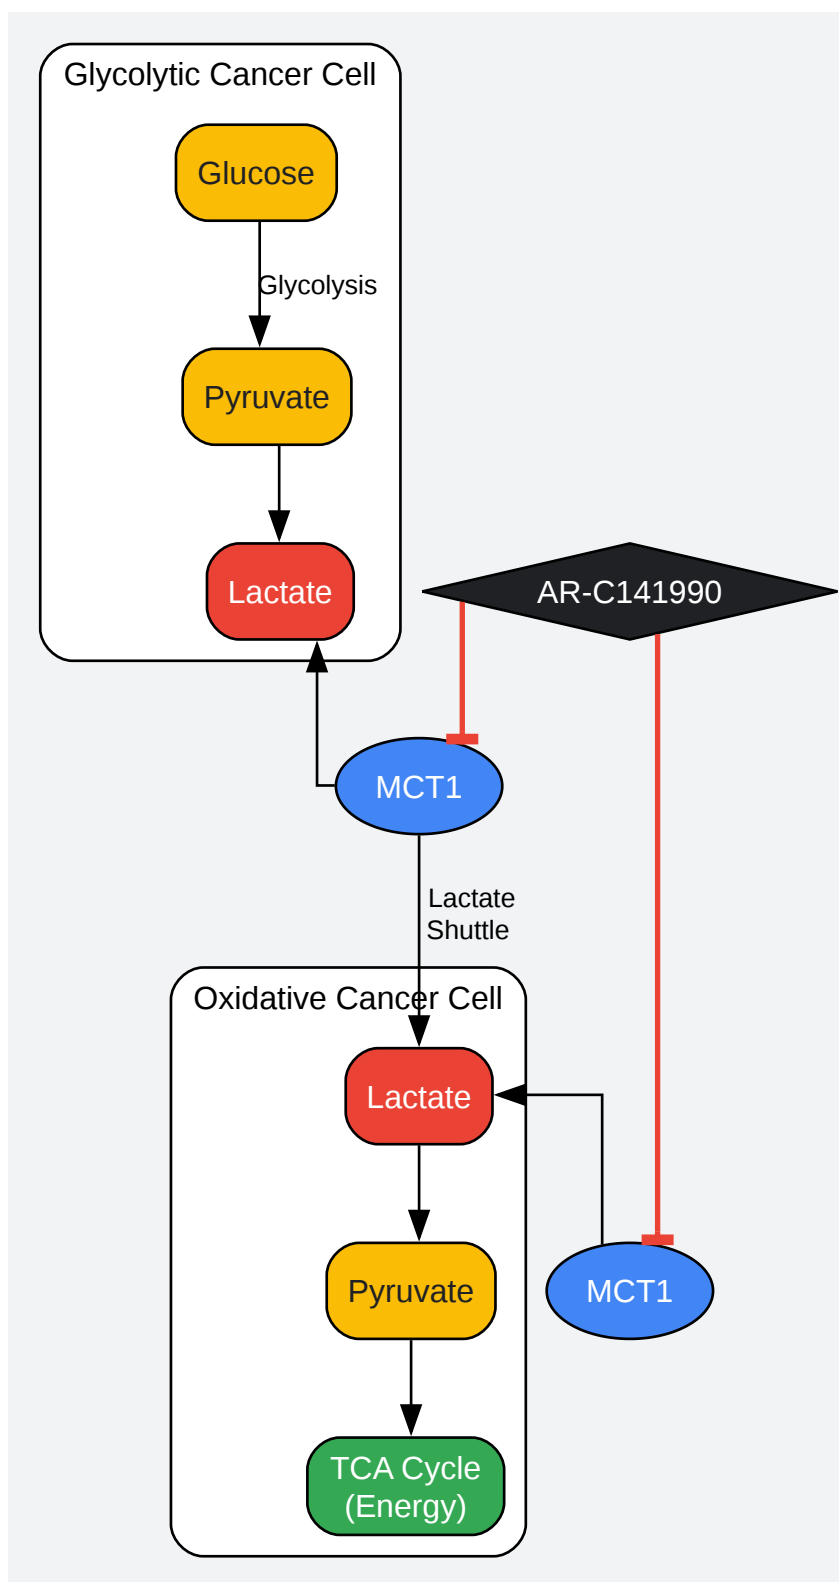 Glycolytic Cancer Cell
Glucose
Glycolysis
Pyruvate
Lactate
AR-C141990
MCT1
Lactate
Shuttle
Oxidative Cancer Cell
Lactate
Pyruvate
MCT1
TCA Cycle
(Energy)